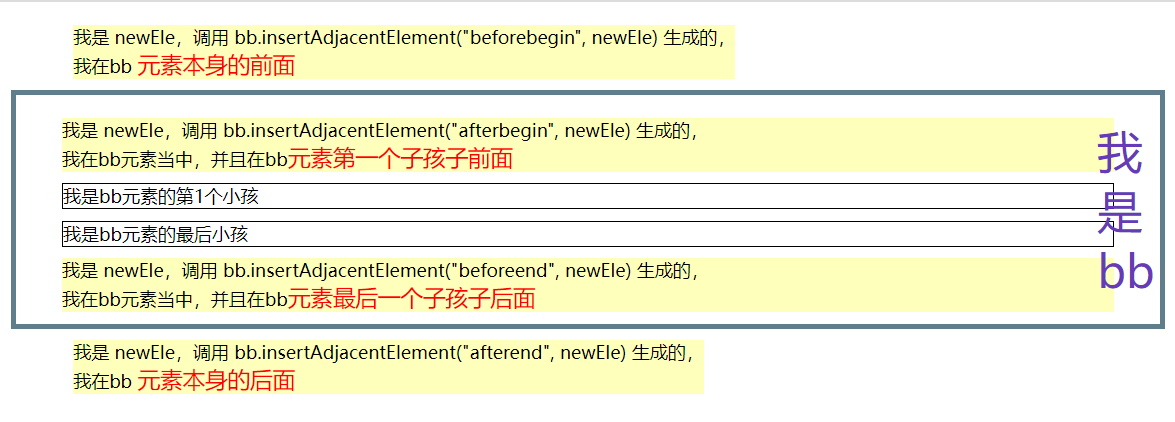 我是 newEle，调用 bb.insertAdjacentElement("beforebegin", newEle) 生成的，
我在bb 元素本身的前面
我是 newEle，调用 bb.insertAdjacentElement("afterbegin", newEle) 生成的，
我在bb元素当中，并且在bb元素第一个子孩子前面
我是bb元素的第1个小孩
我是bb元素的最后小孩
我是 newEle，调用 bb.insertAdjacentElement("beforeend", newEle) 生成的，
我在bb元素当中，并且在bb元素最后一个子孩子后面
我
是
bb
我是 newEle，调用 bb.insertAdjacentElement("afterend", newEle) 生成的，
我在bb 元素本身的后面